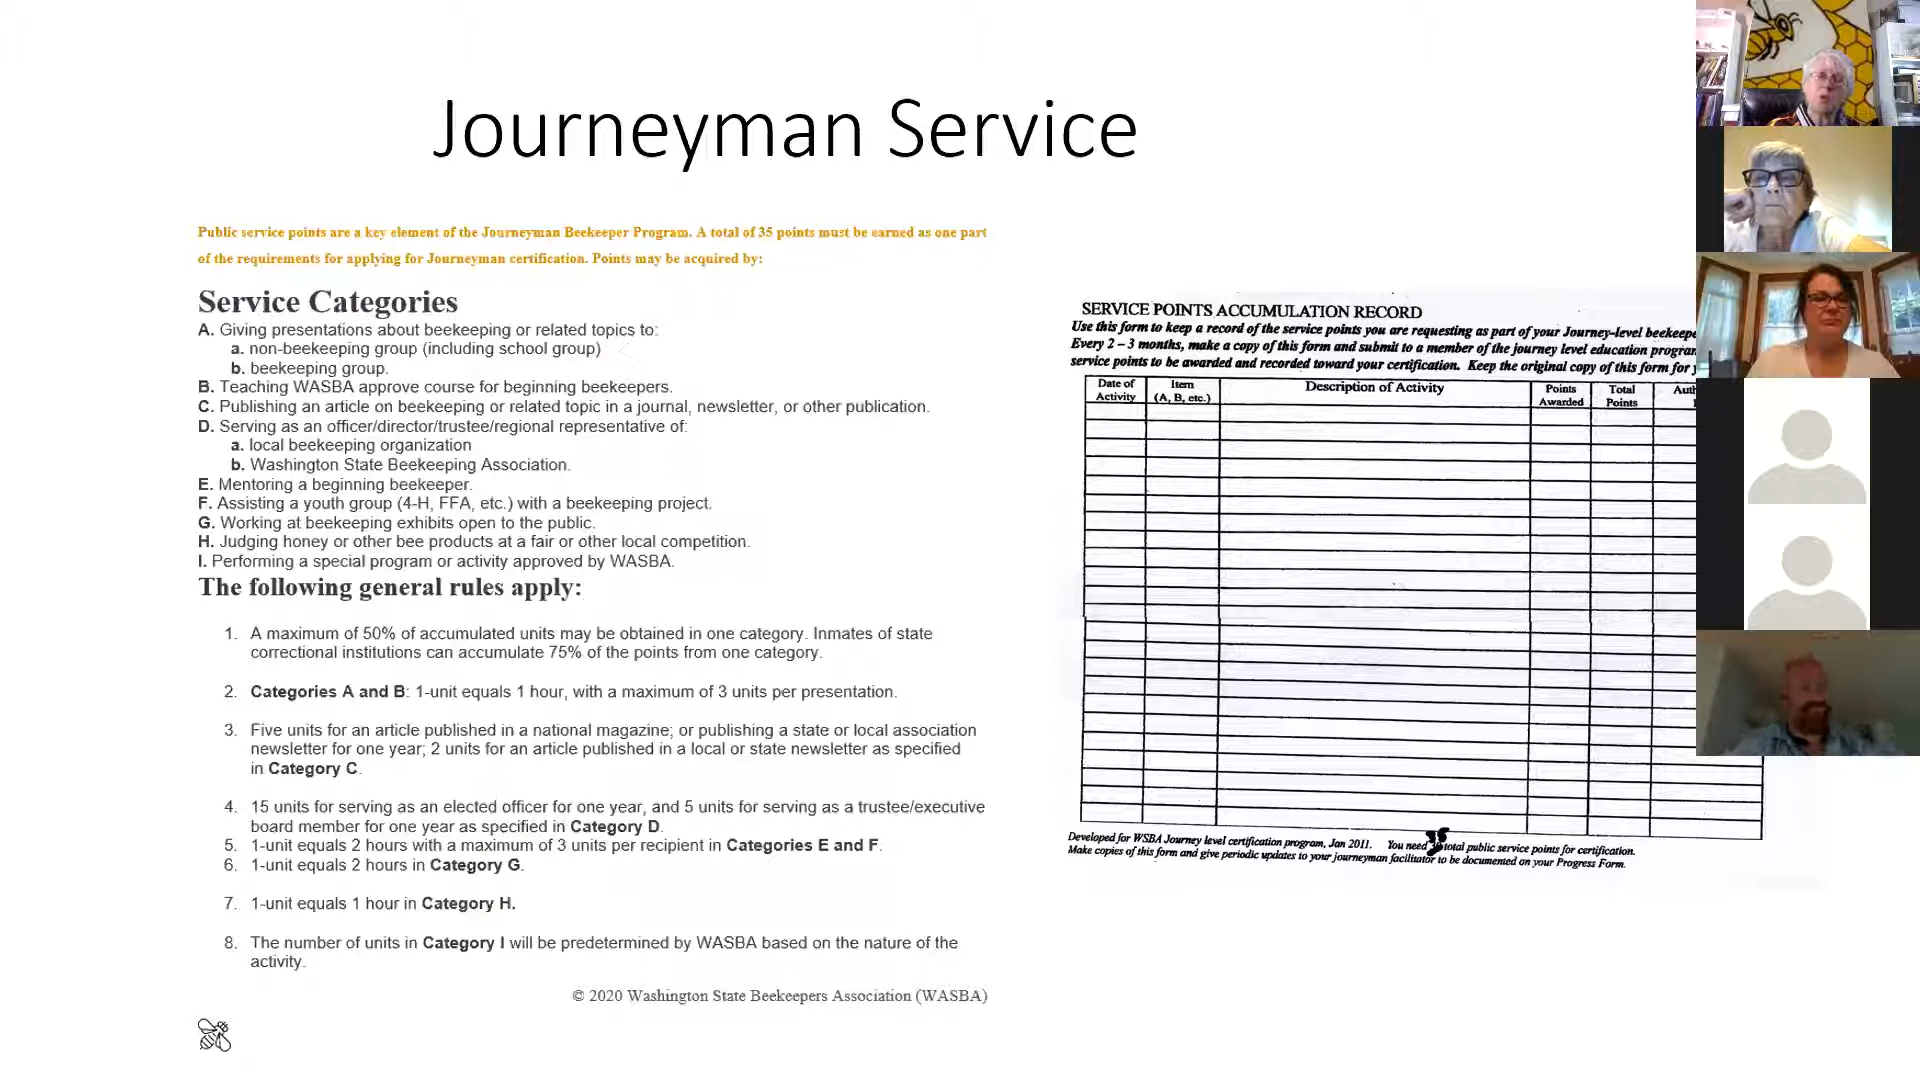 Journeyman Service
Public service points are a key element of the Journeyman Beekeeper Program. A total of 35 points must be earned as one part
of the requirements for applying for Journeyman certification. Points may be acquired by:
Service Categories
A. Giving presentations about beekeeping or related topics to:
a. non-beekeeping group (including school group)
b. beekeeping group.
B. Teaching WASBA approve course for beginning beekeepers.
C. Publishing an article on beekeeping or related topic in a journal, newsletter, or other publication.
D. Serving as an officer/director/trustee/regional representative of:
a. local beekeeping organization
b. Washington State Beekeeping Association.
E. Mentoring a beginning beekeeper.
F. Assisting a youth group (4-H, FFA, etc.) with a beekeeping project.
G. Working at beekeeping exhibits open to the public.
H. Judging honey or other bee products at a fair or other local competition.
I. Performing a special program or activity approved by WASBA.
The following general rules apply:
1. A maximum of 50% of accumulated units may be obtained in one category. Inmates of state
correctional institutions can accumulate 75% of the points from one category.
2. Categories A and B: 1-unit equals 1 hour, with a maximum of 3 units per presentation.
3. Five units for an article published in a national magazine; or publishing a state or local association
newsletter for one year; 2 units for an article published in a local or state newsletter as specified
in Category C.
4. 15 units for serving as an elected officer for one year, and 5 units for serving as a trustee/executive
board member for one year as specified in Category D.
5. 1-unit equals 2 hours with a maximum of 3 units per recipient in Categories E and F.
6. 1-unit equals 2 hours in Category G.
7. 1-unit equals 1 hour in Category H.
8. The number of units in Category I will be predetermined by WASBA based on the nature of the
activity.
© 2020 Washington State Beekeepers Association (WASBA)
SERVICE POINTS ACCUMULATION RECORD
Use this form to keep a record of the service points you are requesting as part of your Journey-level beekeepe
Every 2 – 3 months, make a copy of this form and submit to a member of the journey level education program
service points to be awarded and recorded toward your certification. Keep the original copy of this form for
Date of Item Description of Activity Points Total Auth
Activity (A, B, etc.) Awarded Points
Developed for WSBA Journey level certification program, Jan 2011. You need 35 total public service points for certification.
Make copies of this form and give periodic updates to your journeyman facilitator to be documented on your Progress Form.